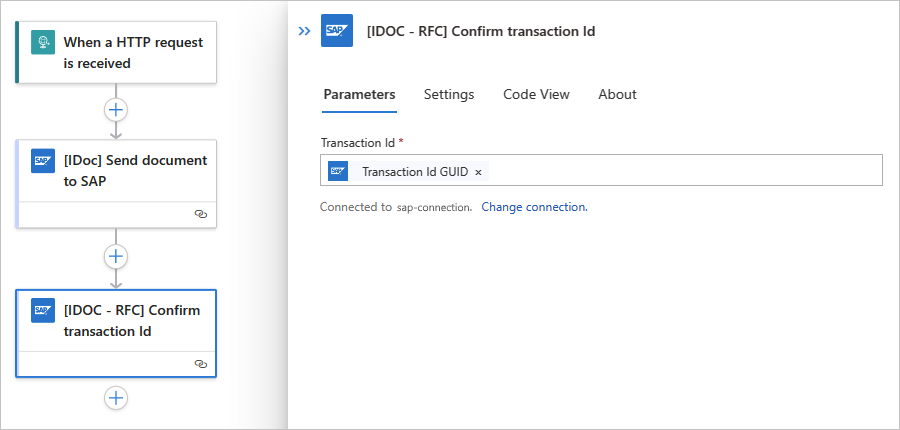 When a HTTP request
is received
[IDoc] Send document
to SAP
[IDOC - RFC] Confirm
transaction Id
SAP
SAP
SAP [IDOC - RFC] Confirm transaction Id
Parameters Settings Code View About
Transaction Id *
SAP Transaction Id GUID ×
Connected to sap-connection. Change connection.